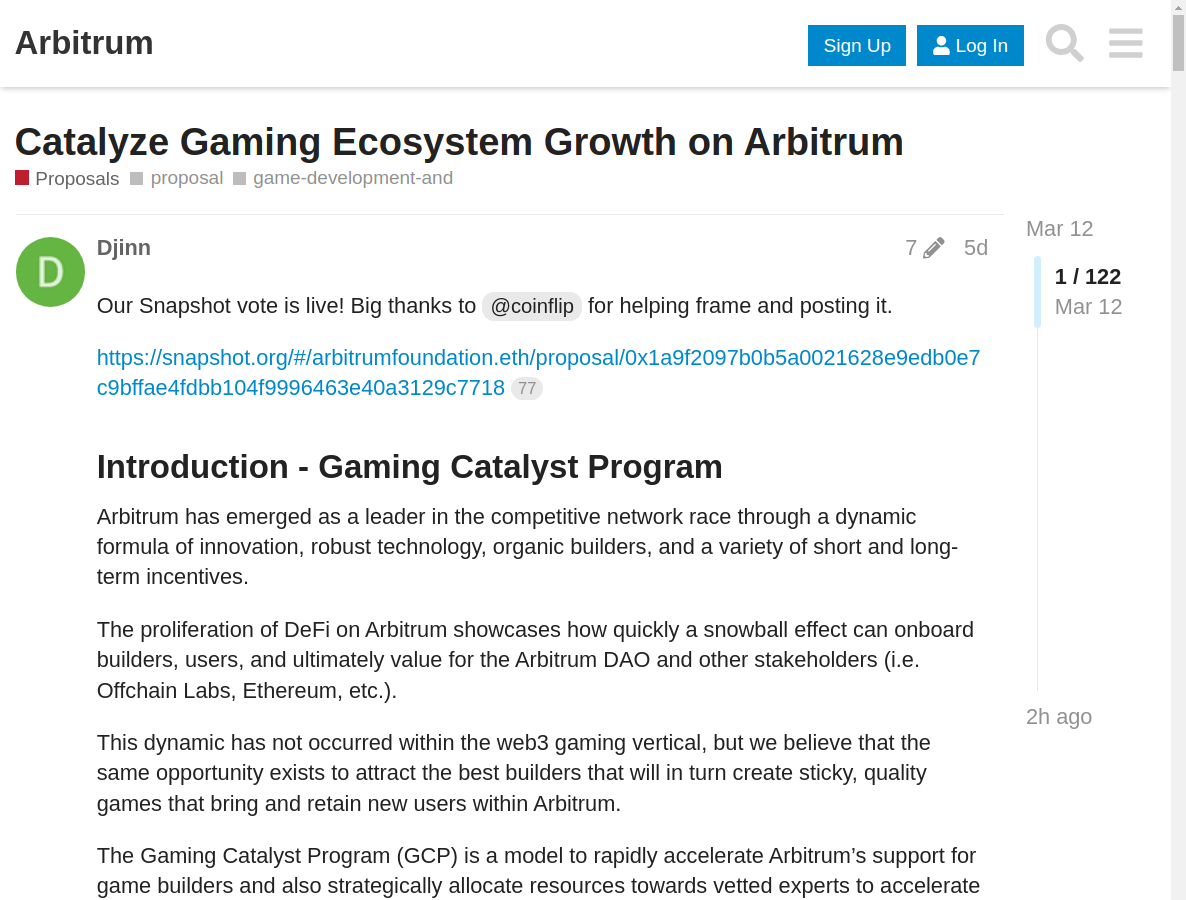 Arbitrum
Sign Up
Log In
Catalyze Gaming Ecosystem Growth on Arbitrum
Proposals proposal game-development-and
Djinn
7 5d
Our Snapshot vote is live! Big thanks to @coinflip for helping frame and posting it.
https://snapshot.org/#/arbitrumfoundation.eth/proposal/0x1a9f2097b0b5a0021628e9edb0e7
c9bffae4fdbb104f9996463e40a3129c7718 77
Introduction - Gaming Catalyst Program
Arbitrum has emerged as a leader in the competitive network race through a dynamic
formula of innovation, robust technology, organic builders, and a variety of short and long-
term incentives.
The proliferation of DeFi on Arbitrum showcases how quickly a snowball effect can onboard
builders, users, and ultimately value for the Arbitrum DAO and other stakeholders (i.e.
Offchain Labs, Ethereum, etc.).
This dynamic has not occurred within the web3 gaming vertical, but we believe that the
same opportunity exists to attract the best builders that will in turn create sticky, quality
games that bring and retain new users within Arbitrum.
The Gaming Catalyst Program (GCP) is a model to rapidly accelerate Arbitrum’s support for
game builders and also strategically allocate resources towards vetted experts to accelerate
Mar 12
1 / 122
Mar 12
2h ago
D